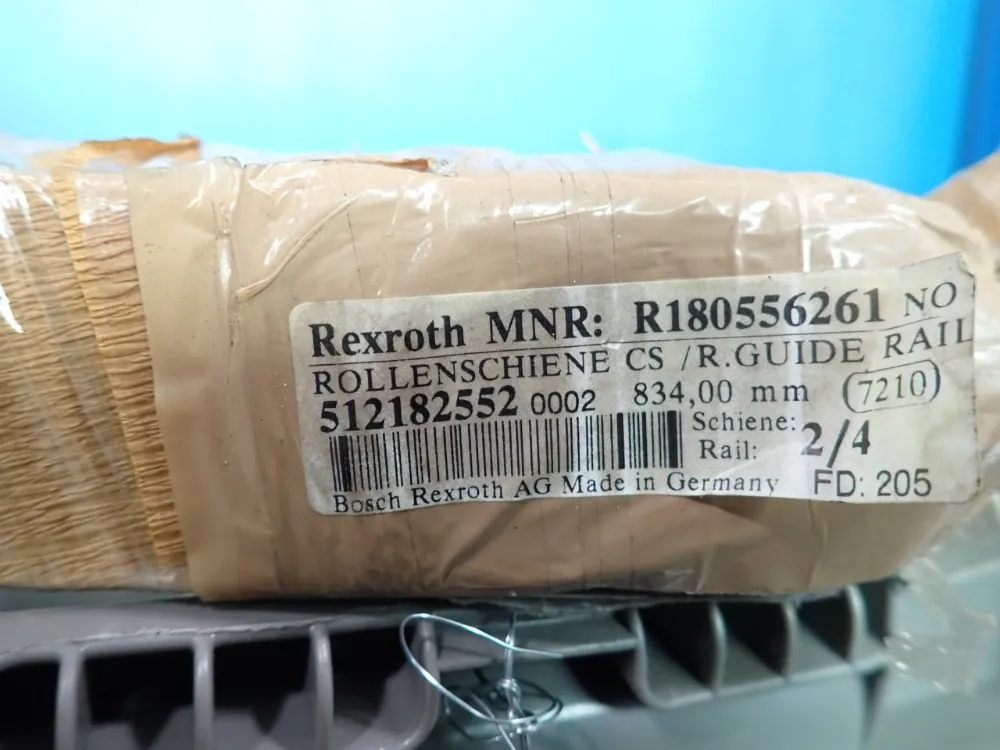 Rexroth MNR: R180556261 NO
ROLLENSCHIENE CS /R.GUIDE RAIL
512182552 0002 834,00 mm 7210
Schiene: 2/4
Rail:
Bosch Rexroth AG Made in Germany FD: 205